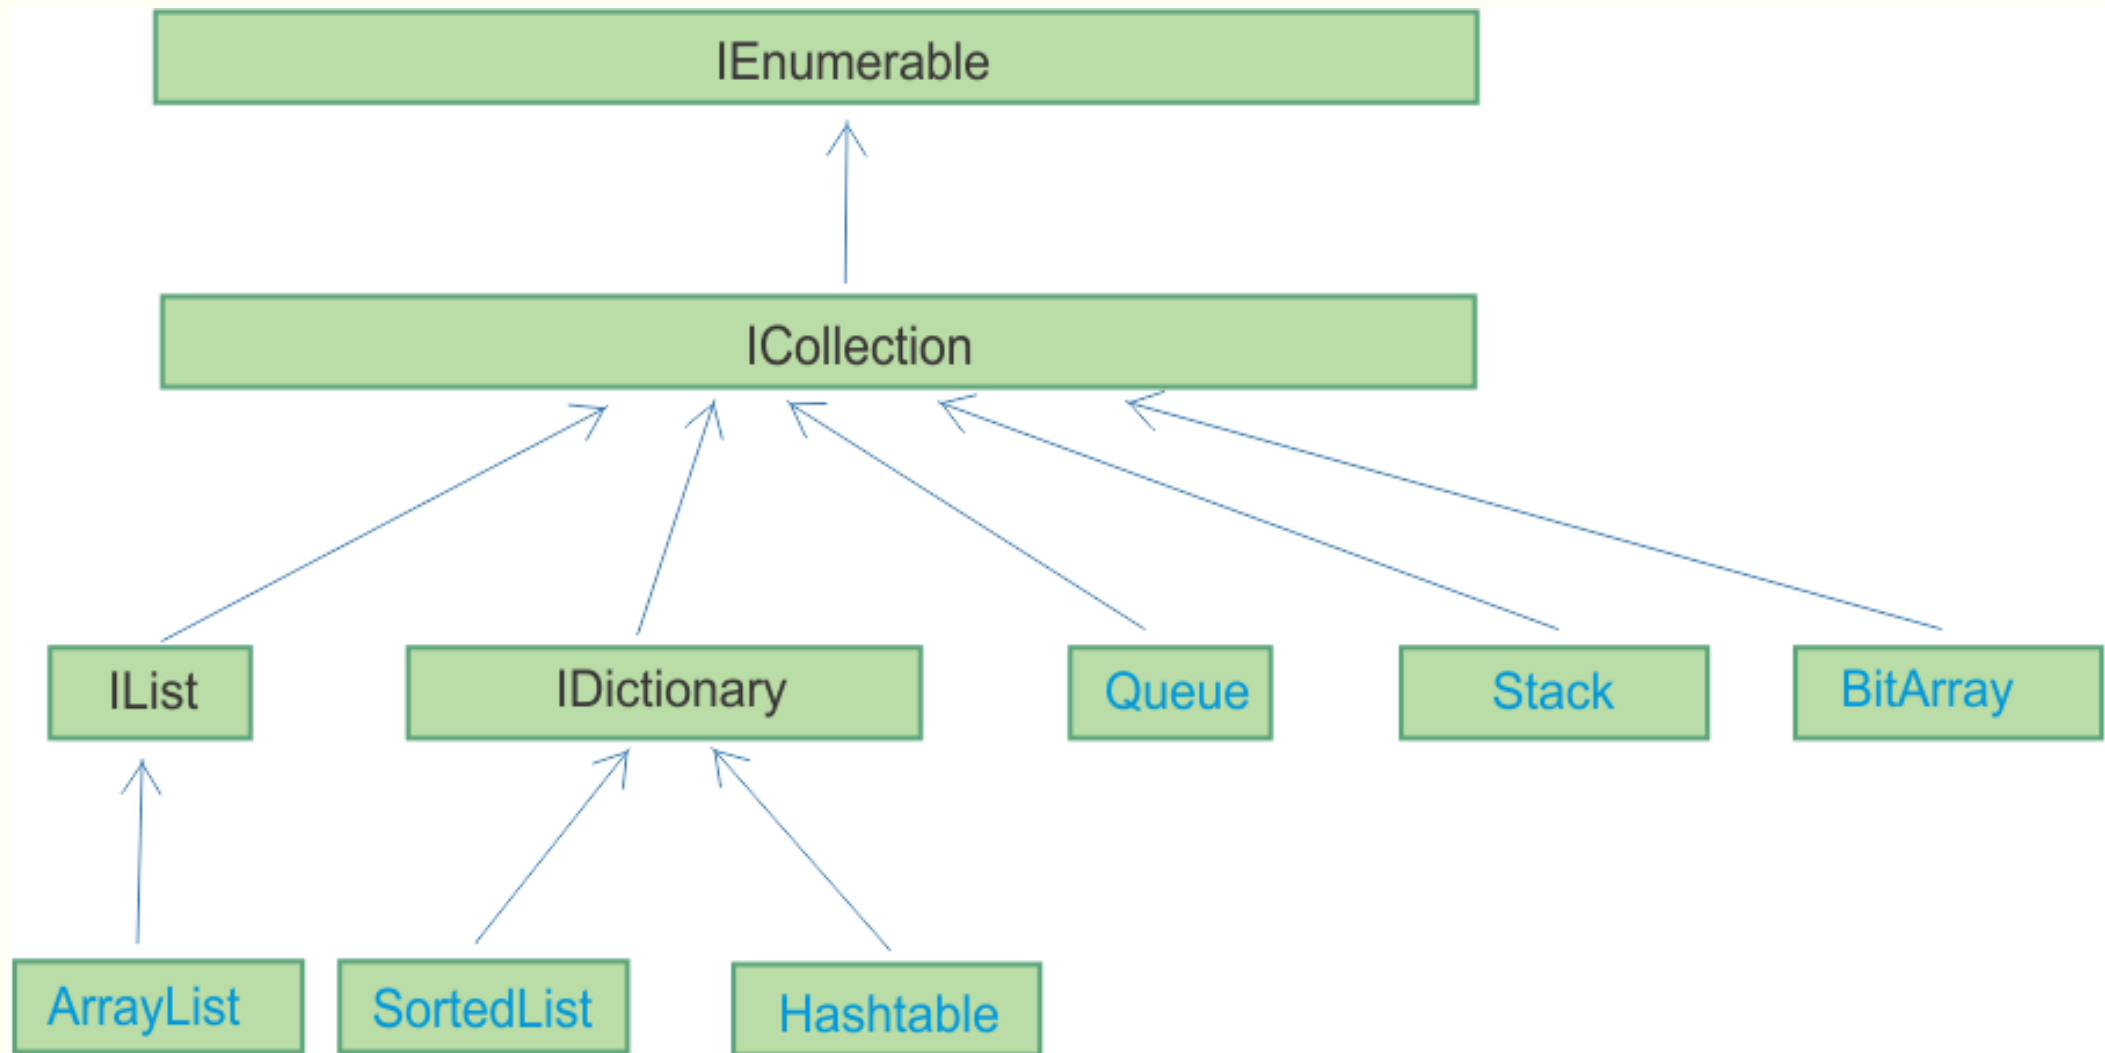 IEnumerable
ICollection
IList
IDictionary
Queue
Stack
BitArray
ArrayList
SortedList
Hashtable